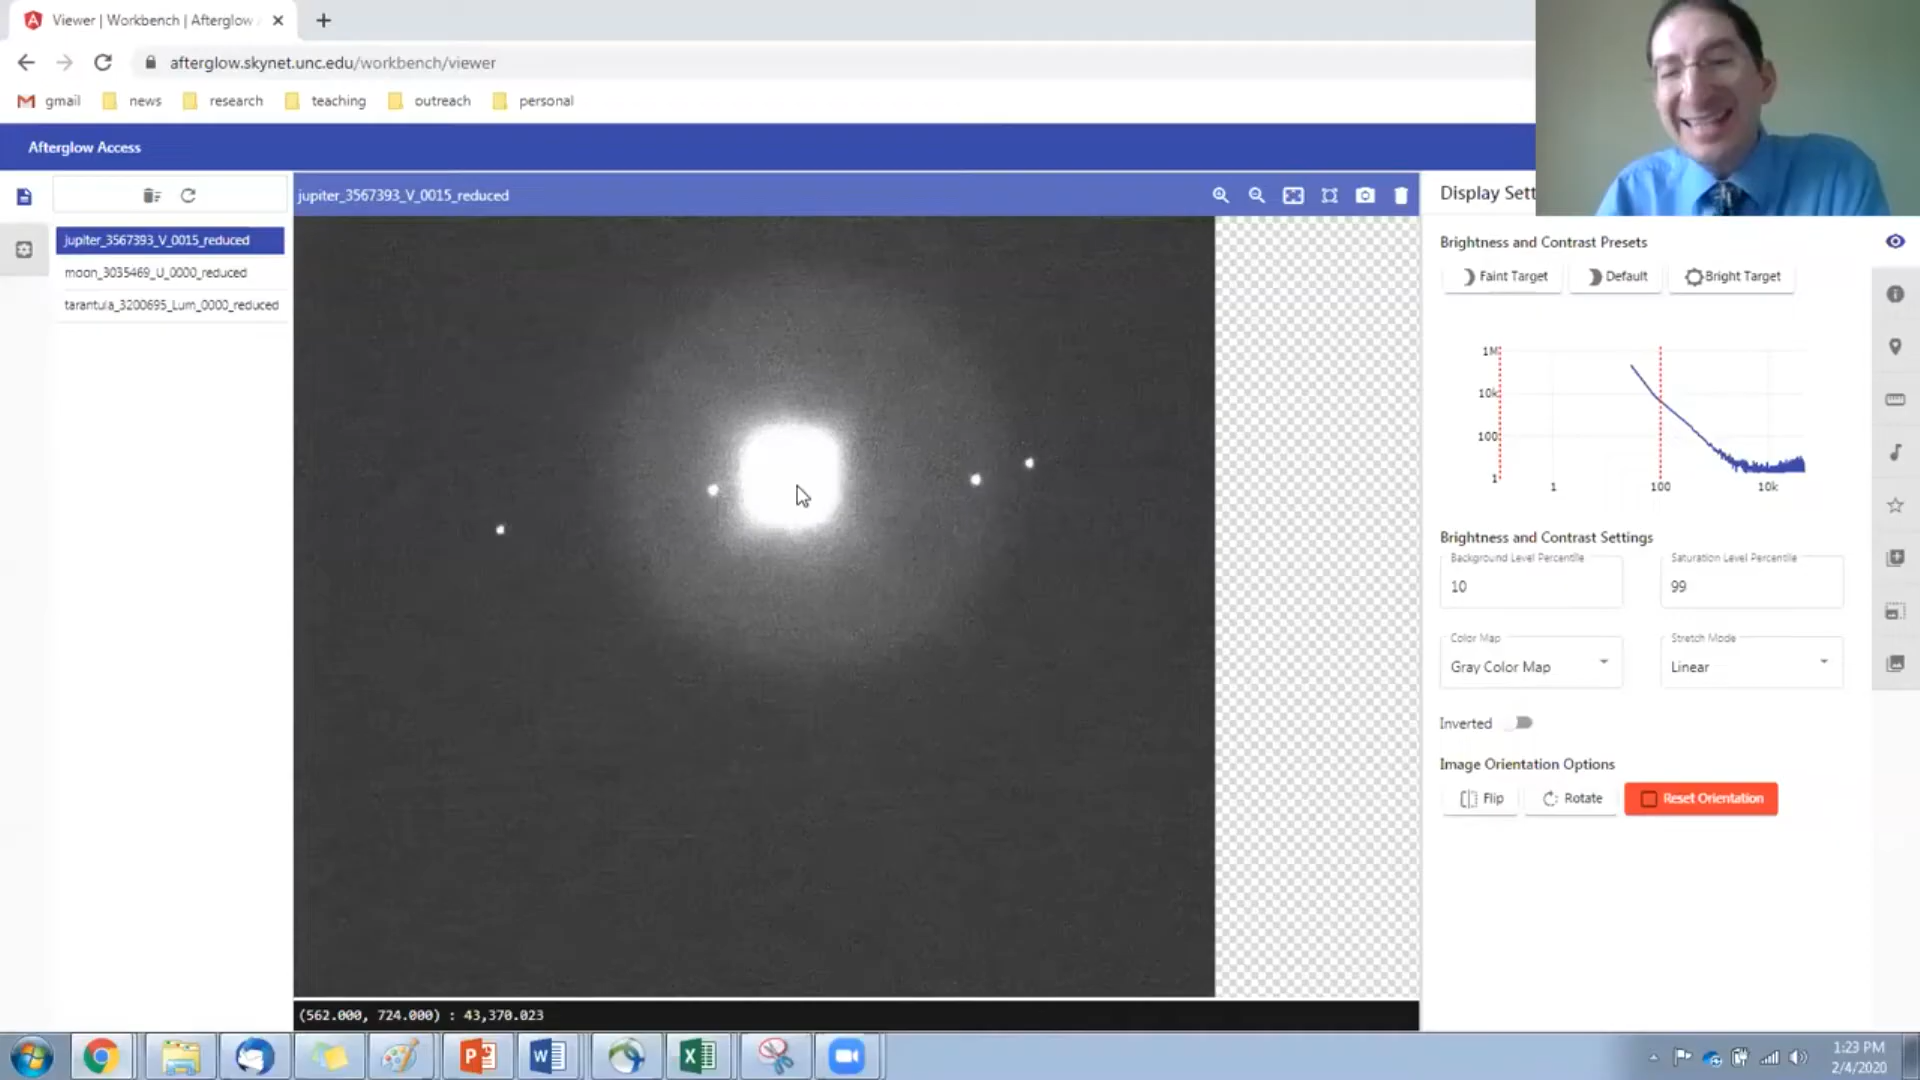 Viewer | Workbench | Afterglow
afterglow.skynet.unc.edu/workbench/viewer
gmail news research teaching outreach personal
Afterglow Access
jupiter_3567393_V_0015_reduced
Display Sett
jupiter_3567393_V_0015_reduced
moon_3035469_U_0000_reduced
tarantula_3200695_Lum_0000_reduced
Brightness and Contrast Presets
Faint Target Default Bright Target
1M
10k
100
1
1 100 10k
Brightness and Contrast Settings
Background Level Percentile Saturation Level Percentile
10 99
Color Map Stretch Mode
Gray Color Map Linear
Inverted
Image Orientation Options
Flip Rotate Reset Orientation
(562.000, 724.000) : 43,370.023
1:23 PM
2/4/2020